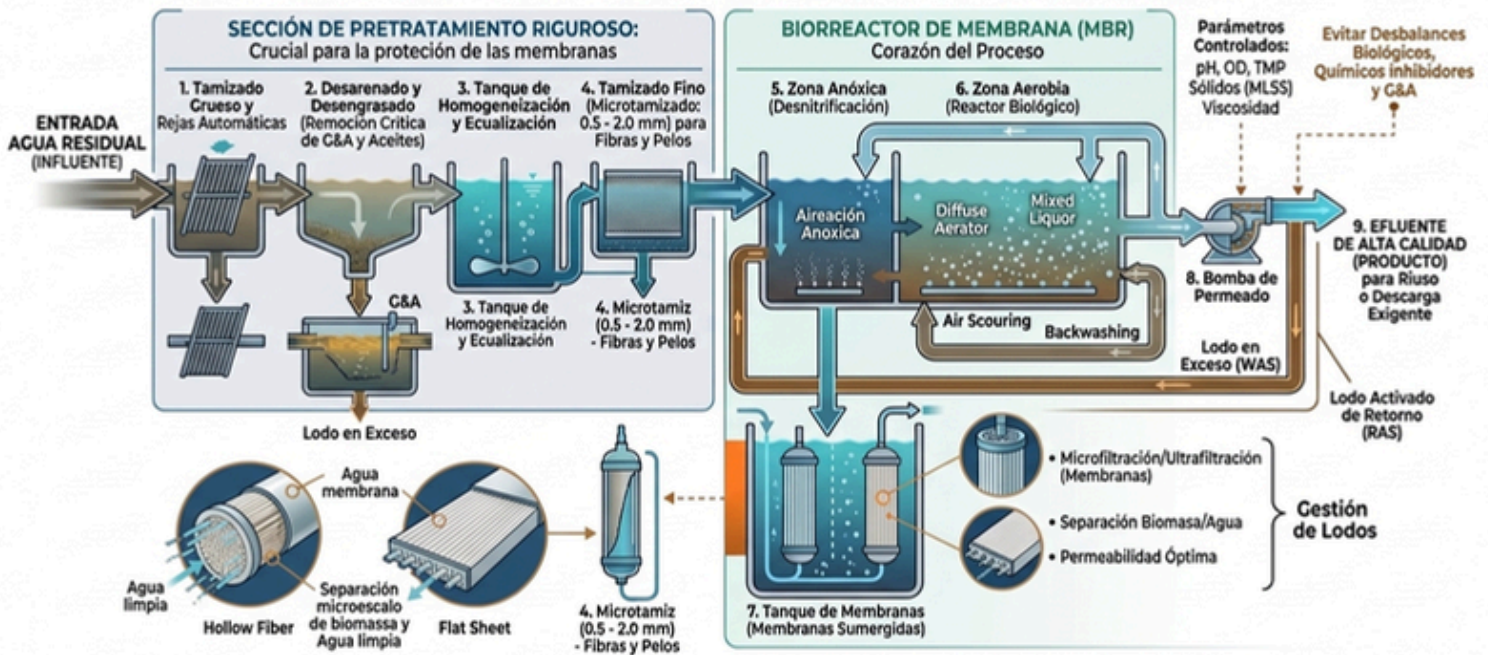 SECCIÓN DE PRETRATAMIENTO RIGUROSO:
Crucial para la proteción de las membranas
1. Tamizado
Grueso y
Rejas Automáticas
2. Desarenado y
Desengrasado
(Remoción Crítica
de G&A y Aceites)
3. Tanque de
Homogeneización
y Ecualización
4. Tamizado Fino
(Microtamizado:
0.5 - 2.0 mm) para
Fibras y Pelos
ENTRADA
AGUA RESIDUAL
(INFLUENTE)
G&A
3. Tanque de
Homogeneización
y Ecualización
4. Microtamiz
(0.5 - 2.0 mm)
- Fibras y Pelos
Lodo en Exceso
BIORREACTOR DE MEMBRANA (MBR)
Corazón del Proceso
5. Zona Anóxica
(Desnitrificación)
6. Zona Aerobia
(Reactor Biológico)
Aireación
Anoxica
Diffuse
Aerator
Mixed
Liquor
Air Scouring
Backwashing
Parámetros
Controlados:
pH, OD, TMP
Sólidos (MLSS)
Viscosidad
Evitar Desbalances
Biológicos,
Químicos Inhibidores
y G&A
8. Bomba de
Permeado
9. EFLUENTE
DE ALTA CALIDAD
(PRODUCTO)
para Riuso
o Descarga
Exigente
Lodo en
Exceso (WAS)
Lodo Activado
de Retorno
(RAS)
Agua
membrana
Agua
limpia
Hollow Fiber
Separación
microescalo
de biomassa y
Agua limpia
Flat Sheet
4. Microtamiz
(0.5 - 2.0 mm)
- Fibras y Pelos
7. Tanque de Membranas
(Membranas Sumergidas)
• Microfiltración/Ultrafiltración
(Membranas)
• Separación Biomasa/Agua
• Permeabilidad Óptima
Gestión
de Lodos